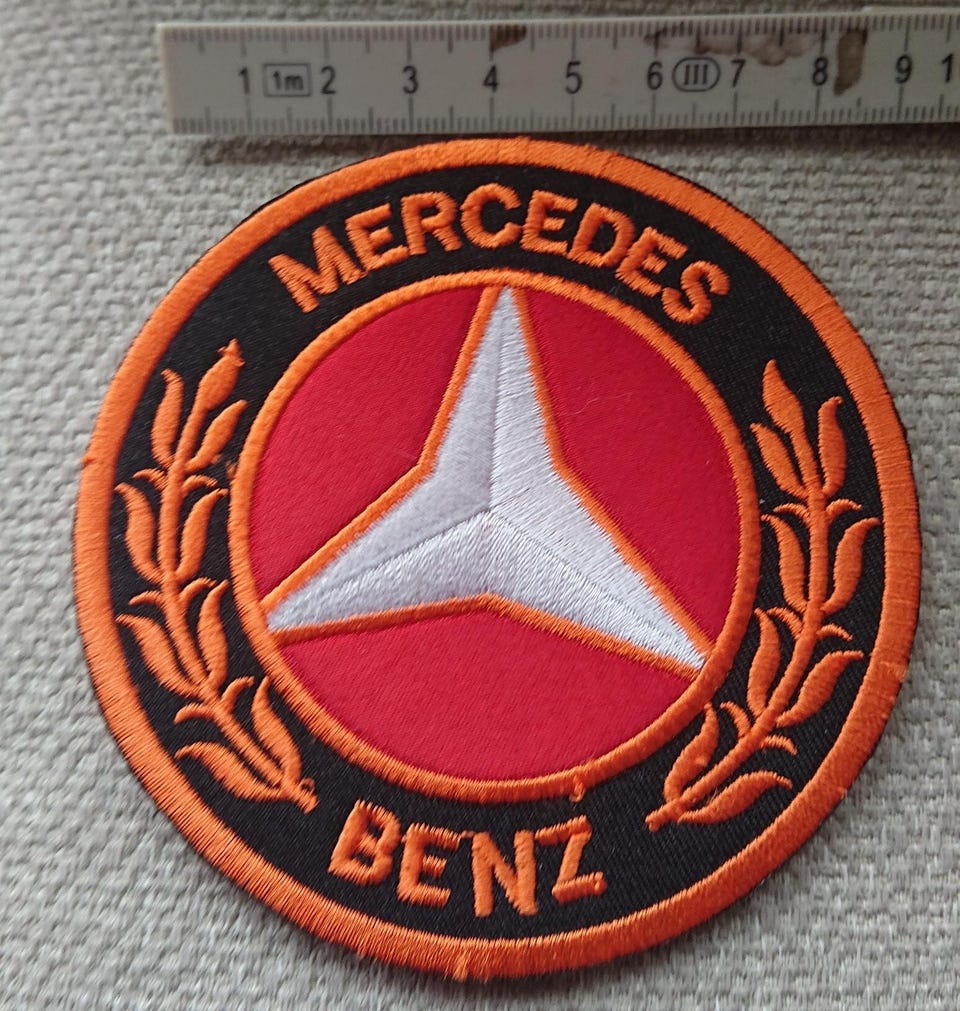 1 1m 2 3 4 5 6 III 7 8 9 1
MERCEDES
BENZ